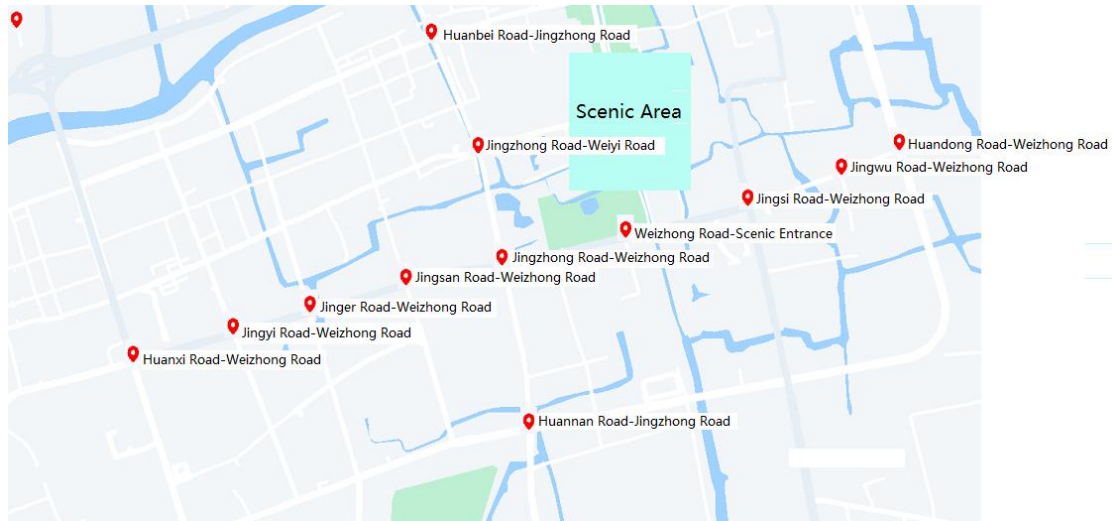 Huanbei Road-Jingzhong Road
Scenic Area
Jingzhong Road-Weiyi Road
Huandong Road-Weizhong Road
Jingwu Road-Weizhong Road
Jingsi Road-Weizhong Road
Weizhong Road-Scenic Entrance
Jingzhong Road-Weizhong Road
Jingsan Road-Weizhong Road
Jinger Road-Weizhong Road
Jingyi Road-Weizhong Road
Huanxi Road-Weizhong Road
Huannan Road-Jingzhong Road